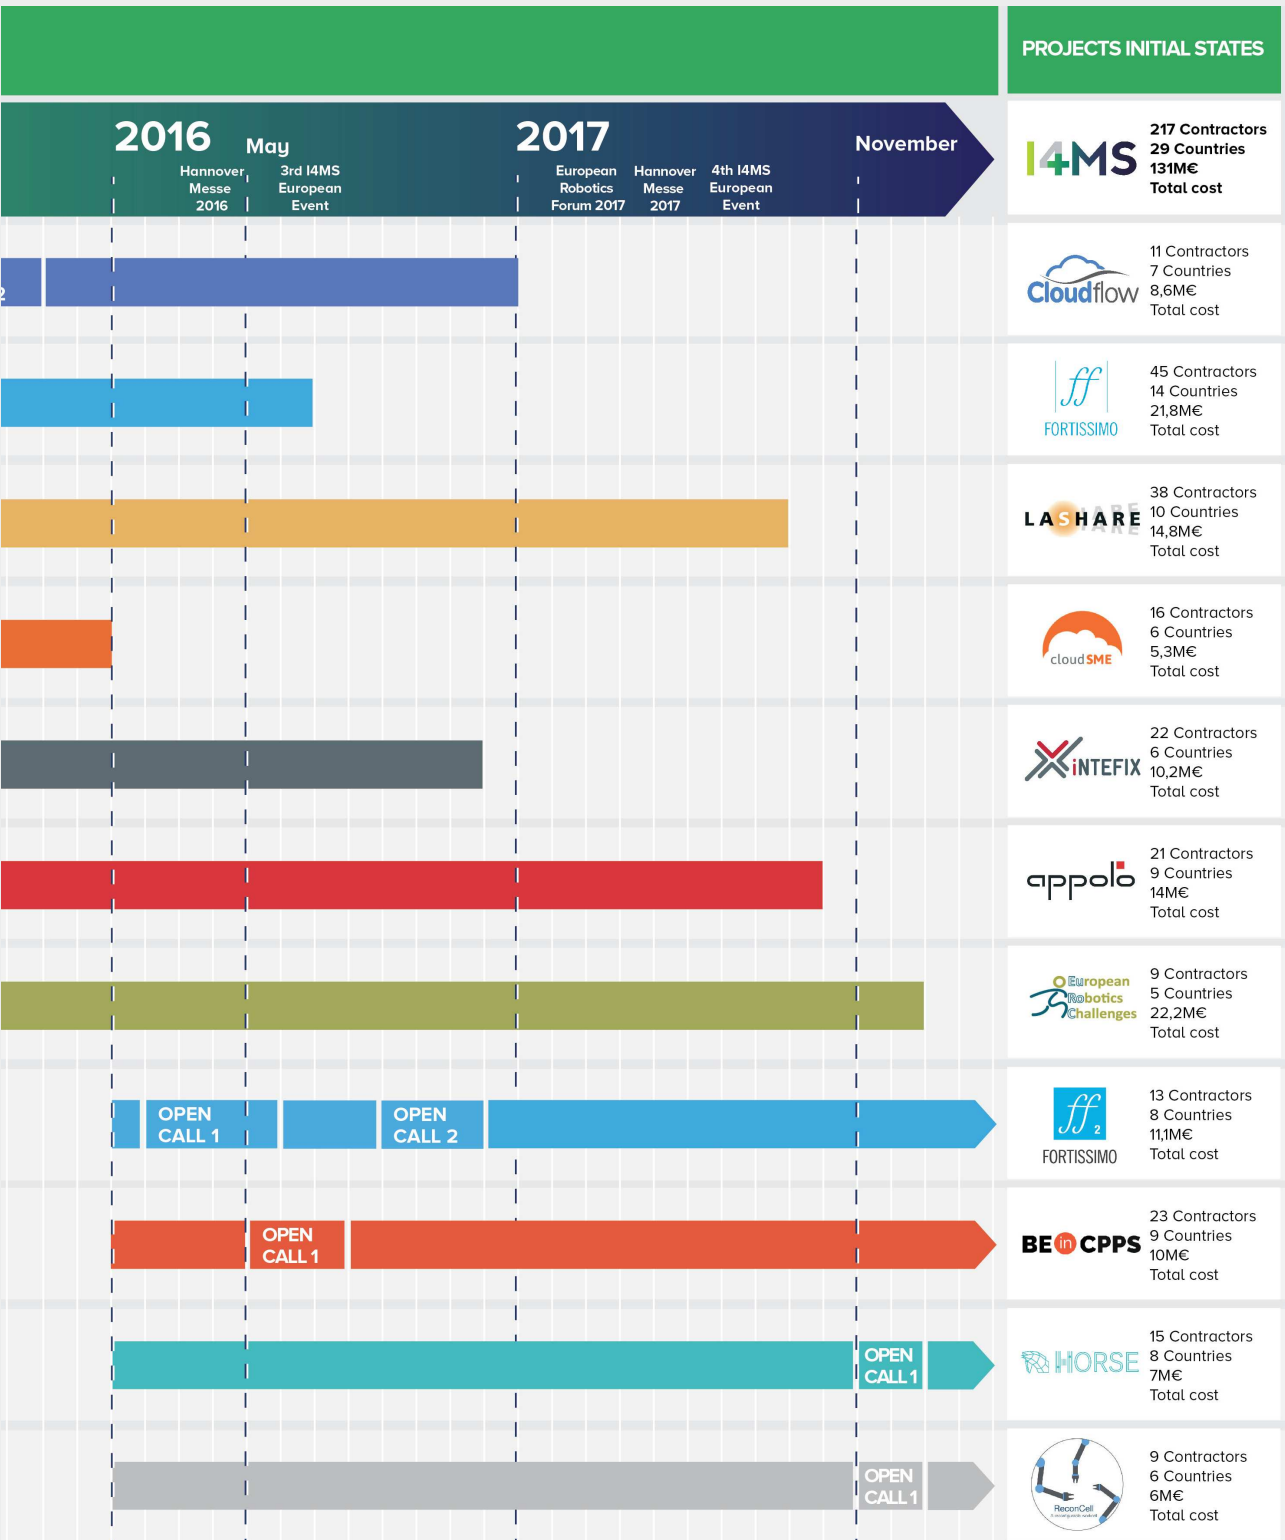 PROJECTS INITIAL STATES
2016
May
2017
November
Hannover
Messe
2016
3rd I4MS
European
Event
European
Robotics
Forum 2017
Hannover
Messe
2017
4th I4MS
European
Event
I4MS
217 Contractors
29 Countries
131M€
Total cost
2
Cloudflow
11 Contractors
7 Countries
8,6M€
Total cost
ff
FORTISSIMO
45 Contractors
14 Countries
21,8M€
Total cost
LASHARE
38 Contractors
10 Countries
14,8M€
Total cost
cloudSME
16 Contractors
6 Countries
5,3M€
Total cost
iNTEFIX
22 Contractors
6 Countries
10,2M€
Total cost
appolo
21 Contractors
9 Countries
14M€
Total cost
European
Robotics
Challenges
9 Contractors
5 Countries
22,2M€
Total cost
OPEN
CALL 1
OPEN
CALL 2
ff2
FORTISSIMO
13 Contractors
8 Countries
11,1M€
Total cost
OPEN
CALL 1
BE in CPPS
23 Contractors
9 Countries
10M€
Total cost
OPEN
CALL 1
HORSE
15 Contractors
8 Countries
7M€
Total cost
OPEN
CALL 1
ReconCell
9 Contractors
6 Countries
6M€
Total cost